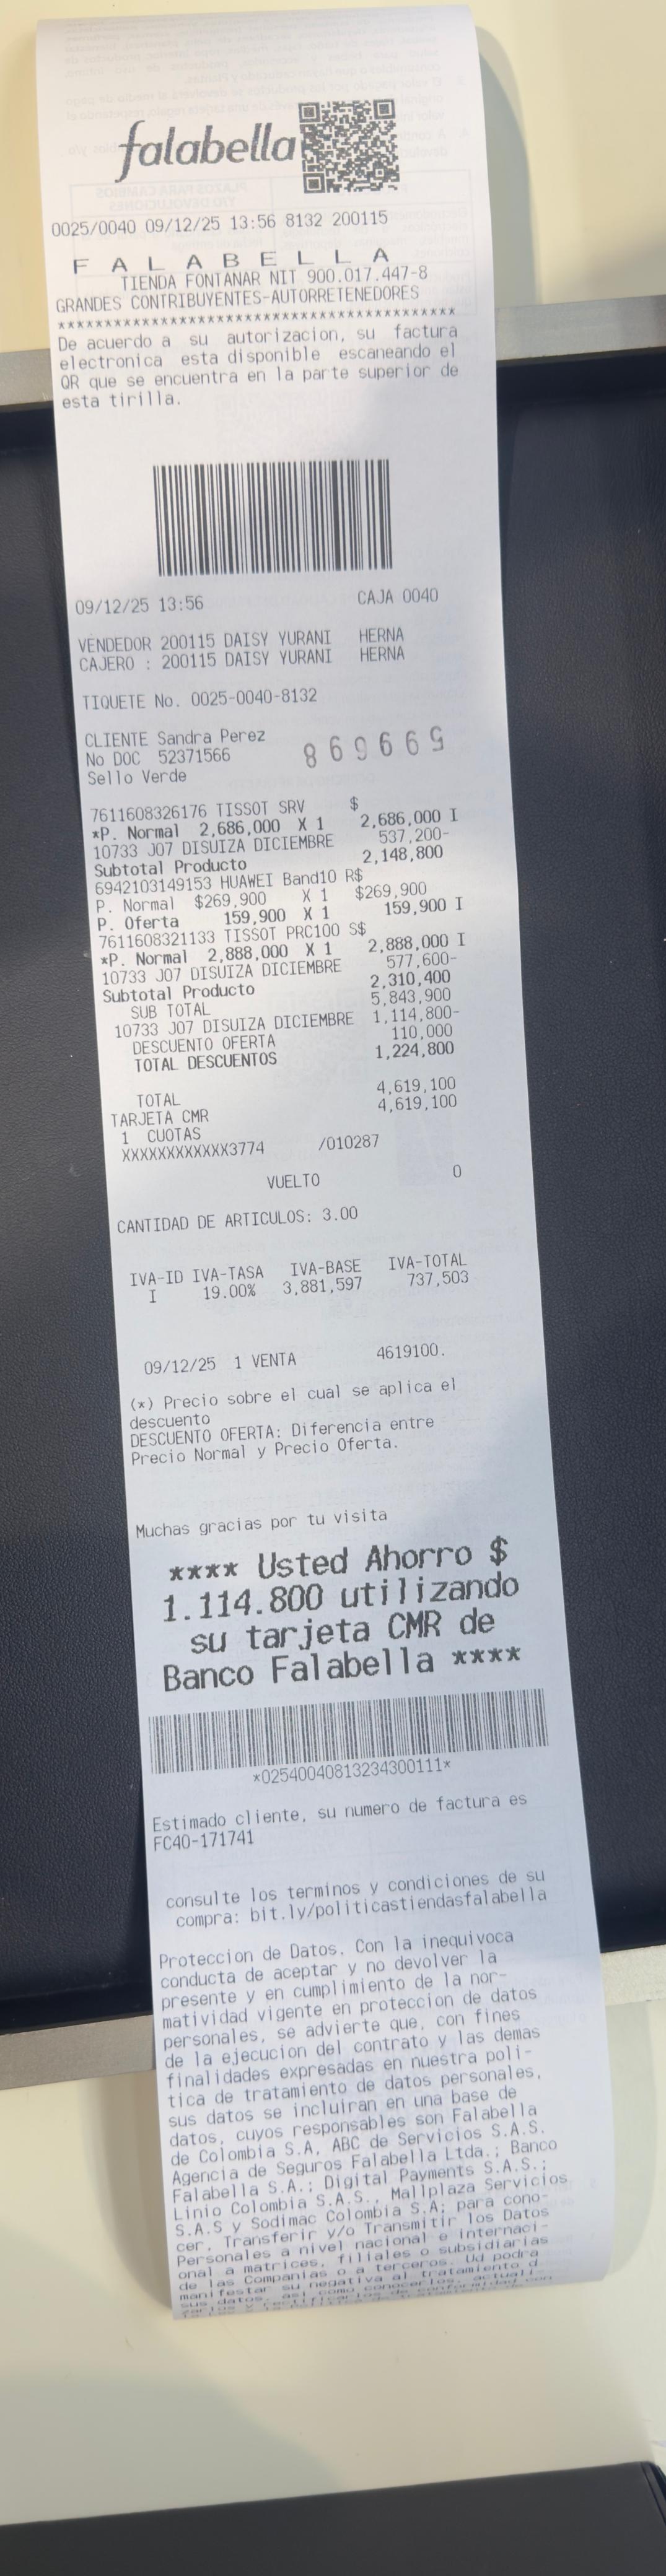 falabella
0025/0040 09/12/25 13:56 8132 200115
F A L A B E L L A
TIENDA FONTANAR NIT 900.017.447-8
GRANDES CONTRIBUYENTES-AUTORRETENEDORES
******************************************
De acuerdo a su autorizacion, su factura
electronica esta disponible escaneando el
QR que se encuentra en la parte superior de
esta tirilla.
09/12/25 13:56 CAJA 0040
VENDEDOR 200115 DAISY YURANI HERNA
CAJERO : 200115 DAISY YURANI HERNA
TIQUETE No. 0025-0040-8132
CLIENTE Sandra Perez
No DOC 52371566
Sello Verde
7611608326176 TISSOT SRV $
*P. Normal 2,686,000 X 1 2,686,000 I
10733 J07 DISUIZA DICIEMBRE 537,200-
Subtotal Producto 2,148,800
6942103149153 HUAWEI Band10 R$
P. Normal $269,900 X 1 $269,900
P. Oferta 159,900 X 1 159,900 I
7611608321133 TISSOT PRC100 S$
*P. Normal 2,888,000 X 1 2,888,000 I
10733 J07 DISUIZA DICIEMBRE 577,600-
Subtotal Producto 2,310,400
SUB TOTAL 5,843,900
10733 J07 DISUIZA DICIEMBRE 1,114,800-
DESCUENTO OFERTA 110,000
TOTAL DESCUENTOS 1,224,800
TOTAL 4,619,100
TARJETA CMR 4,619,100
1 CUOTAS
XXXXXXXXXXXX3774 /010287
VUELTO 0
CANTIDAD DE ARTICULOS: 3.00
IVA-ID IVA-TASA IVA-BASE IVA-TOTAL
I 19.00% 3,881,597 737,503
09/12/25 1 VENTA 4619100.
(*) Precio sobre el cual se aplica el
descuento
DESCUENTO OFERTA: Diferencia entre
Precio Normal y Precio Oferta.
Muchas gracias por tu visita
**** Usted Ahorro $
1.114.800 utilizando
su tarjeta CMR de
Banco Falabella ****
*02540040813234300111*
Estimado cliente, su numero de factura es
FC40-171741
consulte los terminos y condiciones de su
compra: bit.ly/politicastiendasfalabella
Proteccion de Datos. Con la inequivoca
conducta de aceptar y no devolver la
presente y en cumplimiento de la nor-
matividad vigente en proteccion de datos
personales, se advierte que, con fines
de la ejecucion del contrato y las demas
finalidades expresadas en nuestra poli-
tica de tratamiento de datos personales,
sus datos se incluiran en una base de
datos, cuyos responsables son Falabella
de Colombia S.A, ABC de Servicios S.A.S.
Agencia de Seguros Falabella Ltda.; Banco
Falabella S.A.; Digital Payments S.A.S.;
Linio Colombia S.A.S., Mallplaza Servicios
S.A.S y Sodimac Colombia S.A; para cono-
cer, Transferir y/o Transmitir los Datos
Personales a nivel nacional e internaci-
onal a matrices, filiales o subsidiarias
de las Companias o a terceros. Ud podra
manifestar su negativa al tratamiento d
sus datos, asi como conocerlos, actuali-